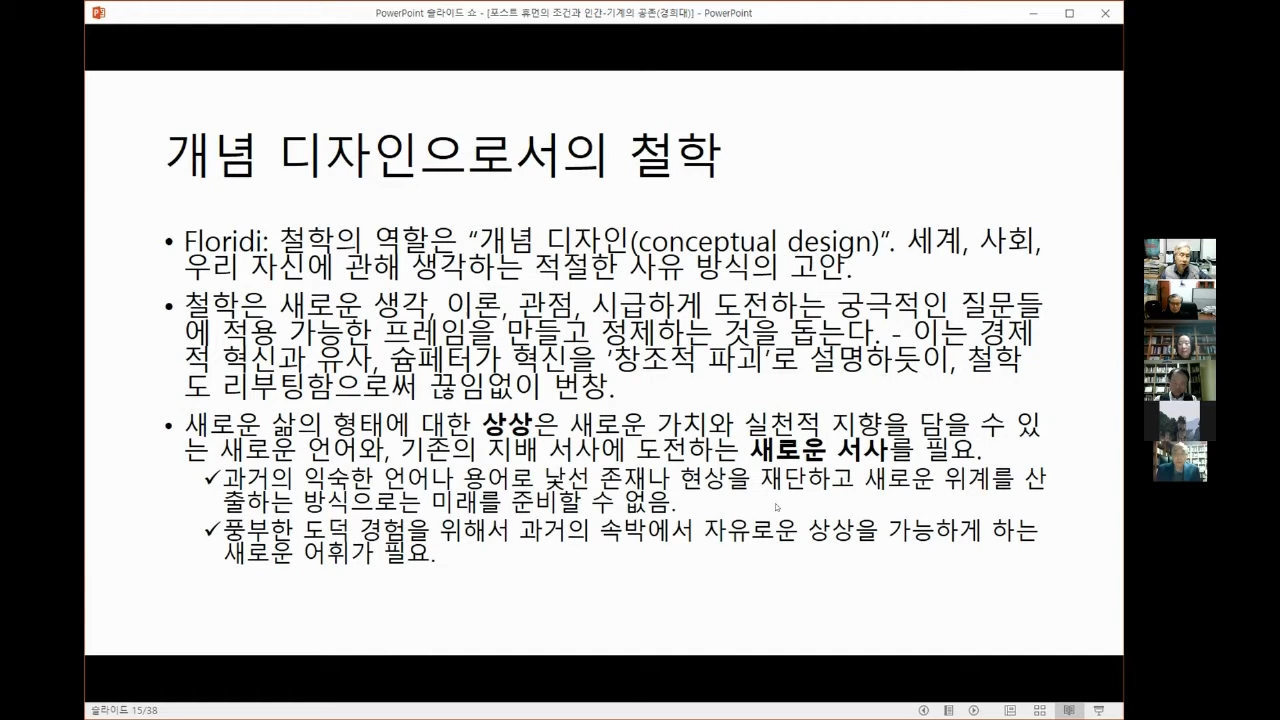 PowerPoint 슬라이드 쇼 - [포스트 휴먼의 조건과 인간-기계의 공존(경희대)] - PowerPoint
개념 디자인으로서의 철학
• Floridi: 철학의 역할은 “개념 디자인(conceptual design)”. 세계, 사회,
우리 자신에 관해 생각하는 적절한 사유 방식의 고안.
• 철학은 새로운 생각, 이론, 관점, 시급하게 도전하는 궁극적인 질문들
에 적용 가능한 프레임을 만들고 정제하는 것을 돕는다. - 이는 경제
적 혁신과 유사, 슘페터가 혁신을 ‘창조적 파괴’로 설명하듯이, 철학
도 리부팅함으로써 끊임없이 번창.
• 새로운 삶의 형태에 대한 상상은 새로운 가치와 실천적 지향을 담을 수 있
는 새로운 언어와, 기존의 지배 서사에 도전하는 새로운 서사를 필요.
✓과거의 익숙한 언어나 용어로 낯선 존재나 현상을 재단하고 새로운 위계를 산
출하는 방식으로는 미래를 준비할 수 없음.
✓풍부한 도덕 경험을 위해서 과거의 속박에서 자유로운 상상을 가능하게 하는
새로운 어휘가 필요.
슬라이드 15/38